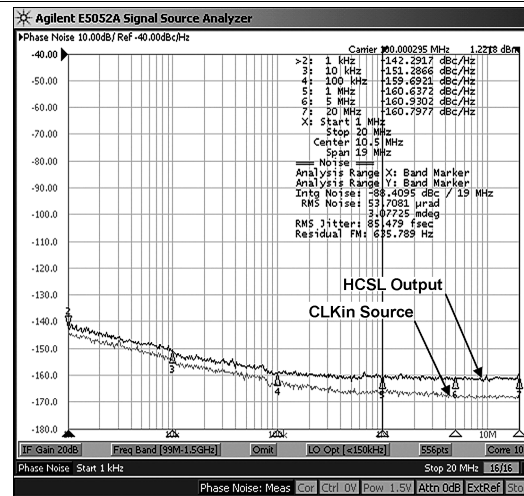 Agilent E5052A Signal Source Analyzer
Phase Noise 10.00dB/ Ref -40.00dBc/Hz
Carrier 100.000295 MHz 1.2218 dBm
-40.00
-50.00
-60.00
-70.00
-80.00
-90.00
-100.0
-110.0
-120.0
-130.0
-140.0
-150.0
-160.0
-170.0
-180.0
>2: 1 kHz -142.2917 dBc/Hz
3: 10 kHz -151.2866 dBc/Hz
4: 100 kHz -159.6921 dBc/Hz
5: 1 MHz -160.6372 dBc/Hz
6: 5 MHz -160.9302 dBc/Hz
7: 20 MHz -160.7977 dBc/Hz
X: Start 1 MHz
Stop 20 MHz
Center 10.5 MHz
Span 19 MHz
=== Noise ===
Analysis Range X: Band Marker
Analysis Range Y: Band Marker
Intg Noise: -88.4095 dBc / 19 MHz
RMS Noise: 53.7081 µrad
3.07725 mdeg
RMS Jitter: 85.479 fsec
Residual FM: 635.789 Hz
HCSL Output
CLKin Source
2
3
4
5
6
10k
10M
IF Gain 20dB Freq Band [99M-1.5GHz] Omit LO Opt [<150kHz] 556pts Corre 10
Phase Noise Start 1 kHz Stop 20 MHz 16/16
Phase Noise: Meas Cor Ctrl 0V Pow 1.5V Attn 0dB ExtRef Sto